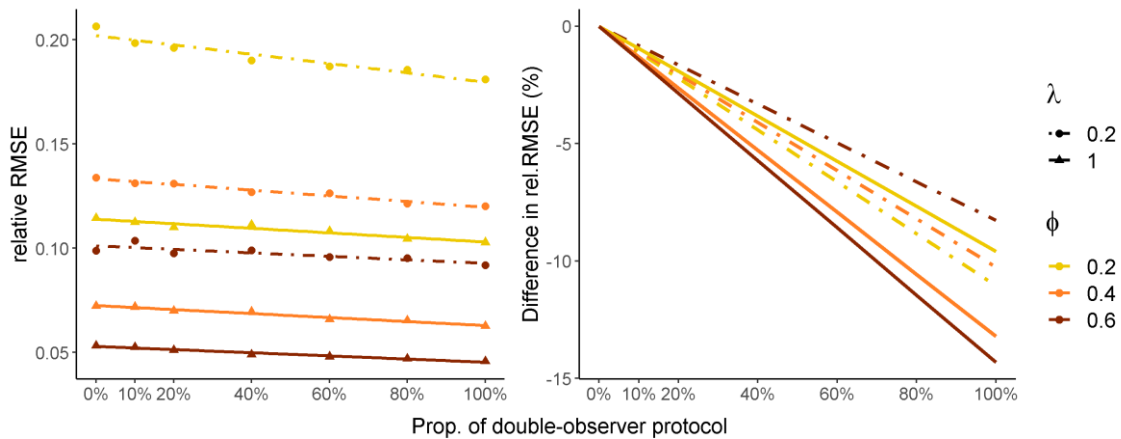 relative RMSE
0.20
0.15
0.10
0.05
0% 10% 20% 40% 60% 80% 100%
Difference in rel.RMSE (%)
0
-5
-10
-15
0% 10% 20% 40% 60% 80% 100%
Prop. of double-observer protocol
λ
0.2
1
ϕ
0.2
0.4
0.6